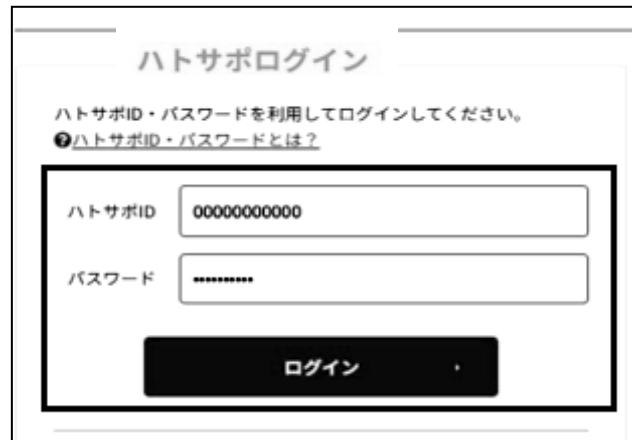 ハトサポログイン
ハトサポID・パスワードを利用してログインしてください。
?ハトサポID・パスワードとは？
ハトサポID 00000000000
パスワード ••••••••••
ログイン